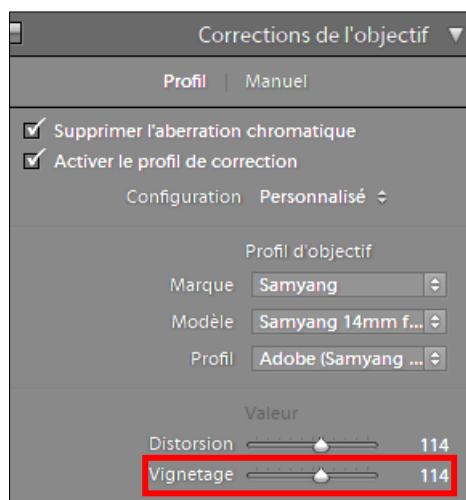 Corrections de l'objectif
Profil | Manuel
Supprimer l'aberration chromatique
Activer le profil de correction
Configuration Personnalisé
Profil d'objectif
Marque Samyang
Modèle Samyang 14mm f...
Profil Adobe (Samyang ...
Valeur
Distorsion 114
Vignetage 114